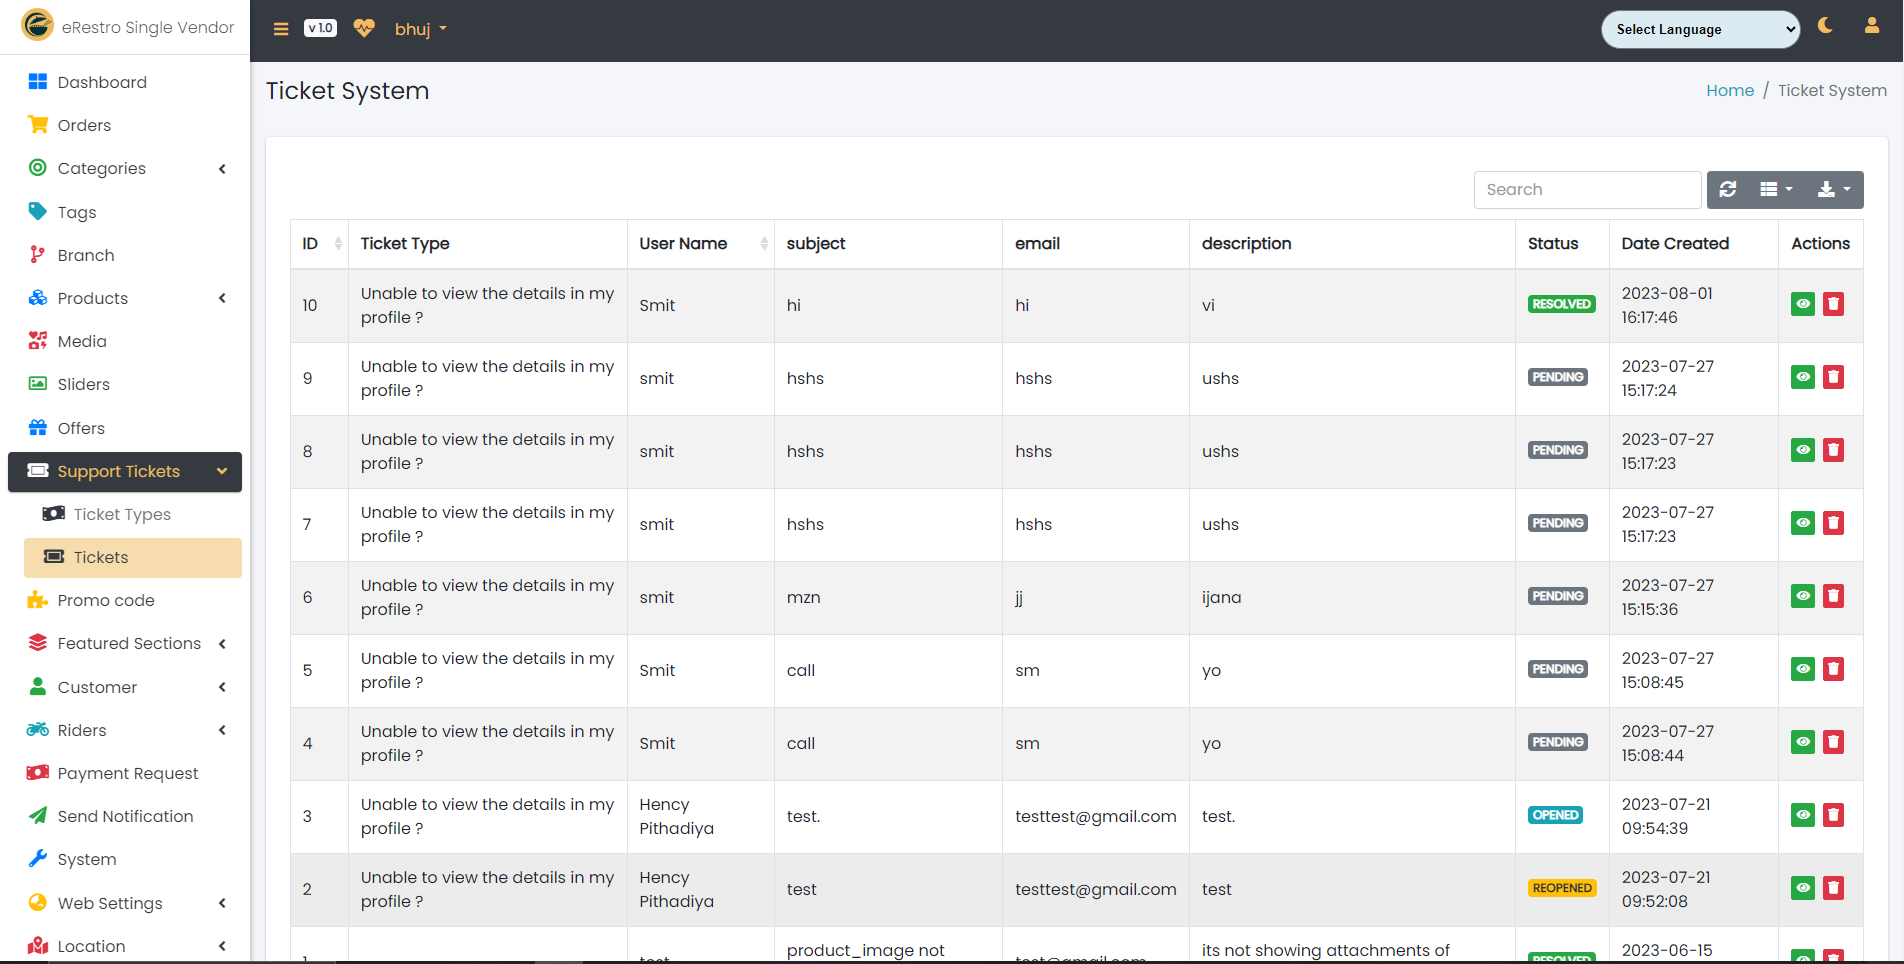 eRestro Single Vendor
v 1.0
bhuj
Select Language
Dashboard
Orders
Categories
Tags
Branch
Products
Media
Sliders
Offers
Support Tickets
Ticket Types
Tickets
Promo code
Featured Sections
Customer
Riders
Payment Request
Send Notification
System
Web Settings
Location
Ticket System
Home / Ticket System
Search
ID Ticket Type User Name subject email description Status Date Created Actions
10 Unable to view the details in my profile ? Smit hi hi vi RESOLVED 2023-08-01 16:17:46
9 Unable to view the details in my profile ? smit hshs hshs ushs PENDING 2023-07-27 15:17:24
8 Unable to view the details in my profile ? smit hshs hshs ushs PENDING 2023-07-27 15:17:23
7 Unable to view the details in my profile ? smit hshs hshs ushs PENDING 2023-07-27 15:17:23
6 Unable to view the details in my profile ? smit mzn jj ijana PENDING 2023-07-27 15:15:36
5 Unable to view the details in my profile ? Smit call sm yo PENDING 2023-07-27 15:08:45
4 Unable to view the details in my profile ? Smit call sm yo PENDING 2023-07-27 15:08:44
3 Unable to view the details in my profile ? Hency Pithadiya test. testtest@gmail.com test. OPENED 2023-07-21 09:54:39
2 Unable to view the details in my profile ? Hency Pithadiya test testtest@gmail.com test REOPENED 2023-07-21 09:52:08
1 test product_image not test@gmail.com its not showing attachments of RESOLVED 2023-06-15